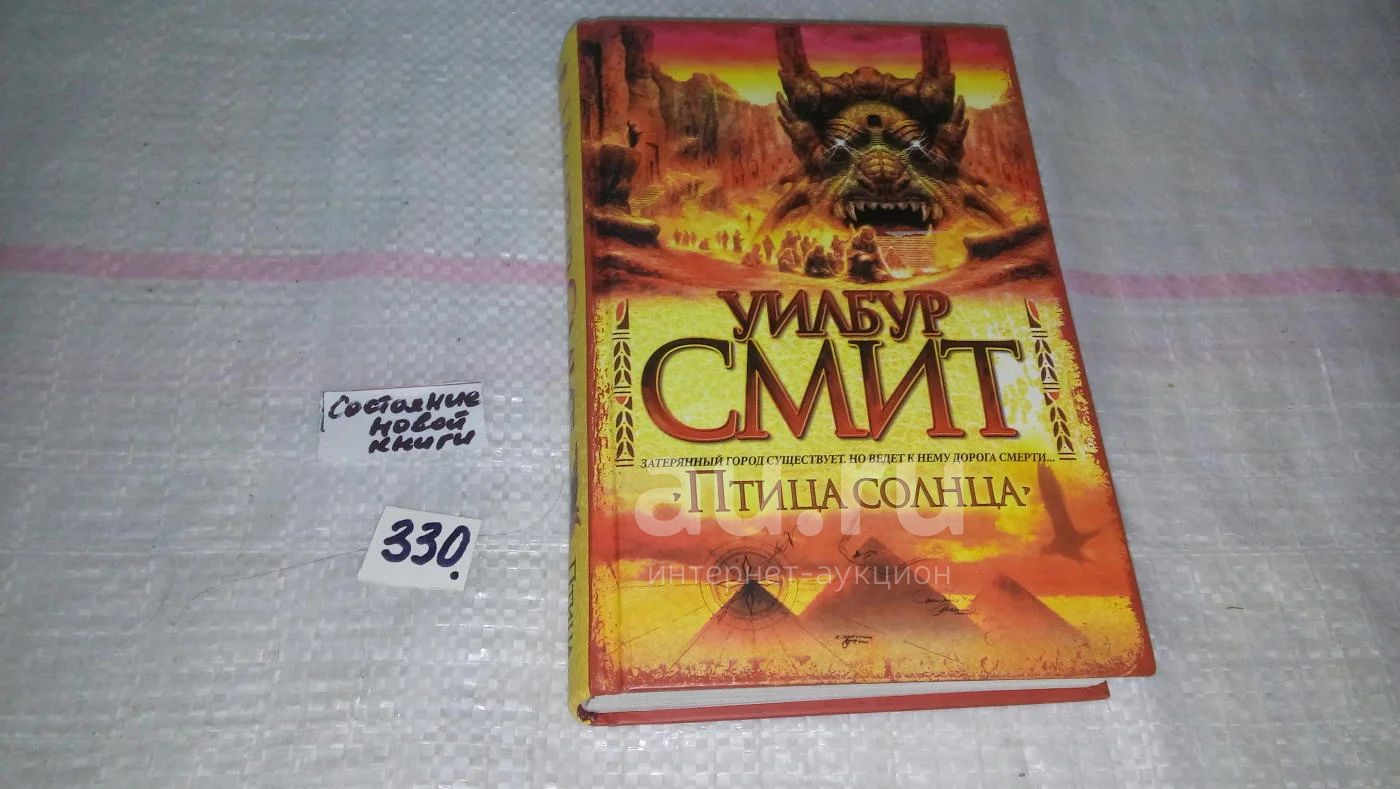 Состояние
новой
книги
330.
УИЛБУР
СМИТ
ЗАТЕРЯННЫЙ ГОРОД СУЩЕСТВУЕТ, НО ВЕДЕТ К НЕМУ ДОРОГА СМЕРТИ...
ПТИЦА СОЛНЦА
au.ru
интернет-аукцион